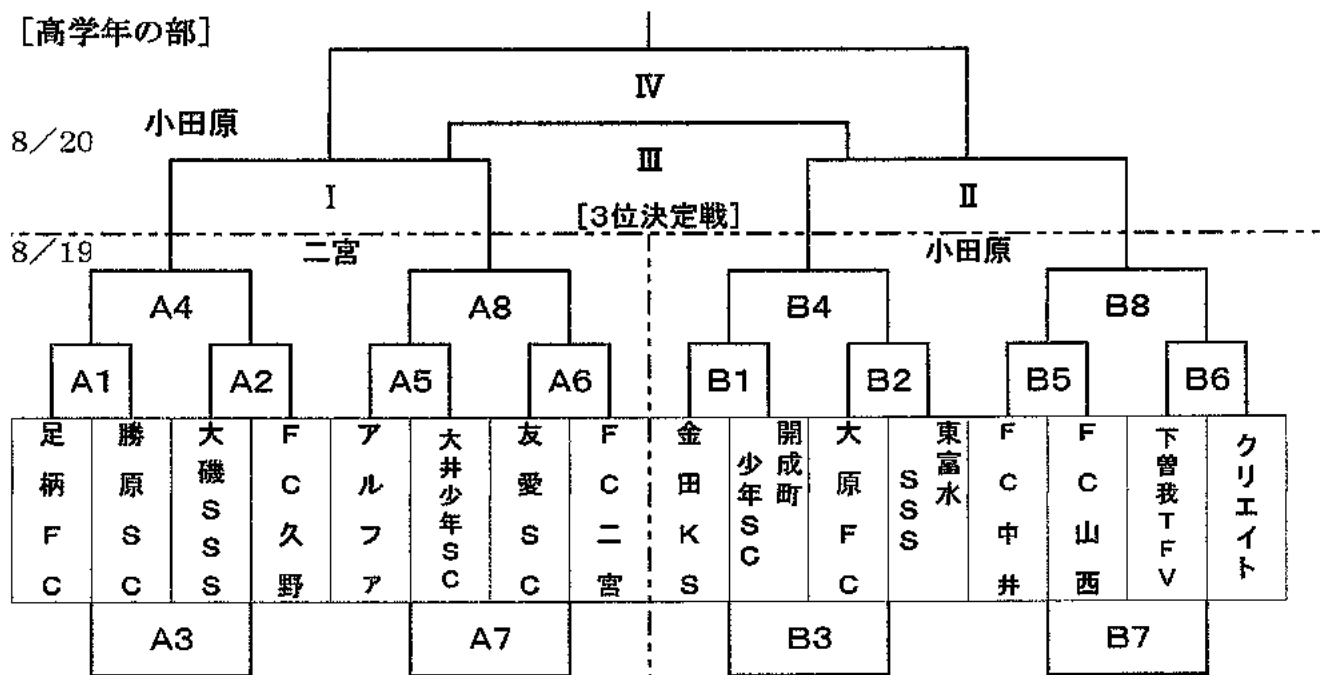 [高学年の部]
Ⅳ
小田原
8/20
Ⅲ
Ⅰ
Ⅱ
[3位決定戦]
8/19
二宮
小田原
A4
A8
B4
B8
A1
A2
A5
A6
B1
B2
B5
B6
足柄FC
勝原SC
大磯SSS
FC久野
アルファ
大井少年SC
友愛SC
FC二宮
金田KS
開成町
少年SC
大原FC
東富水
SSS
FC中井
FC山西
下曽我TFV
クリエイト
A3
A7
B3
B7